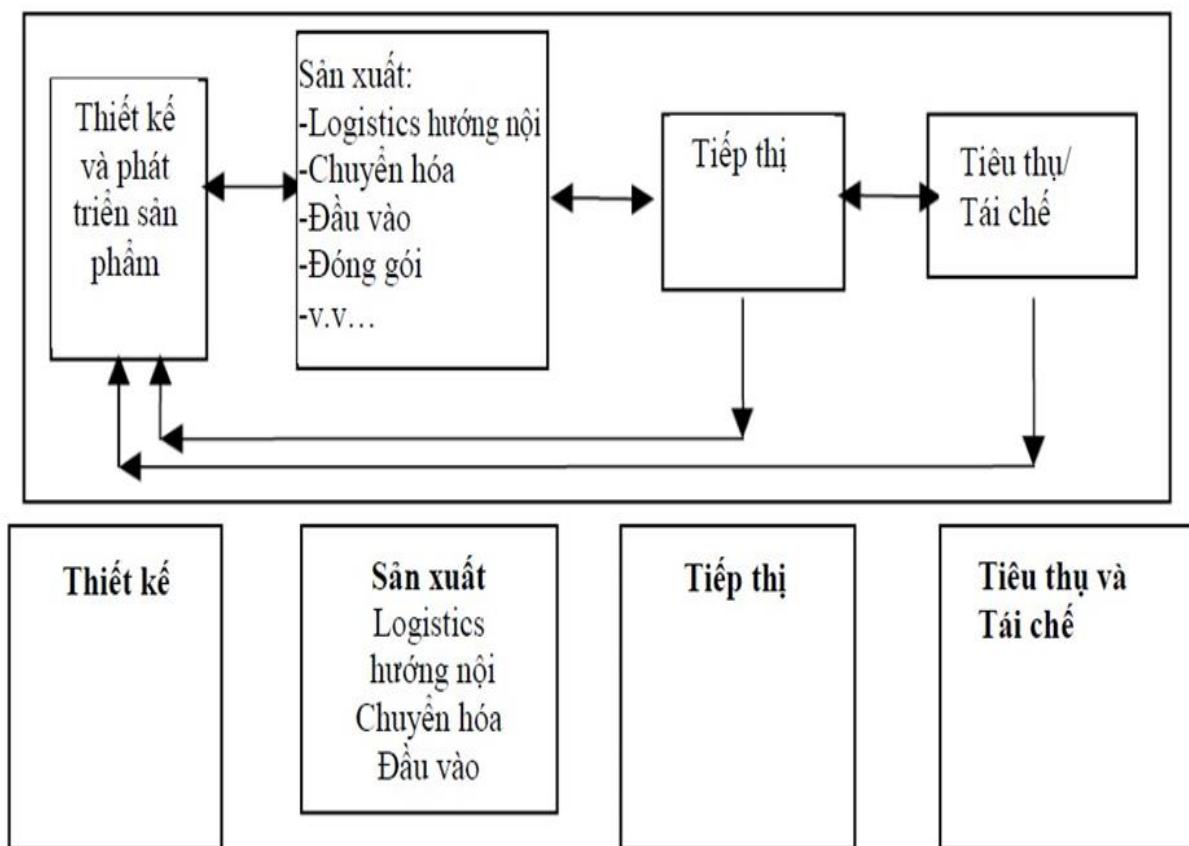 Thiết kế
và phát
triển sản
phẩm
Sản xuất:
-Logistics hướng nội
-Chuyển hóa
-Đầu vào
-Đóng gói
-v.v…
Tiếp thị
Tiêu thụ/
Tái chế
Thiết kế
Sản xuất
Logistics
hướng nội
Chuyển hóa
Đầu vào
Tiếp thị
Tiêu thụ và
Tái chế